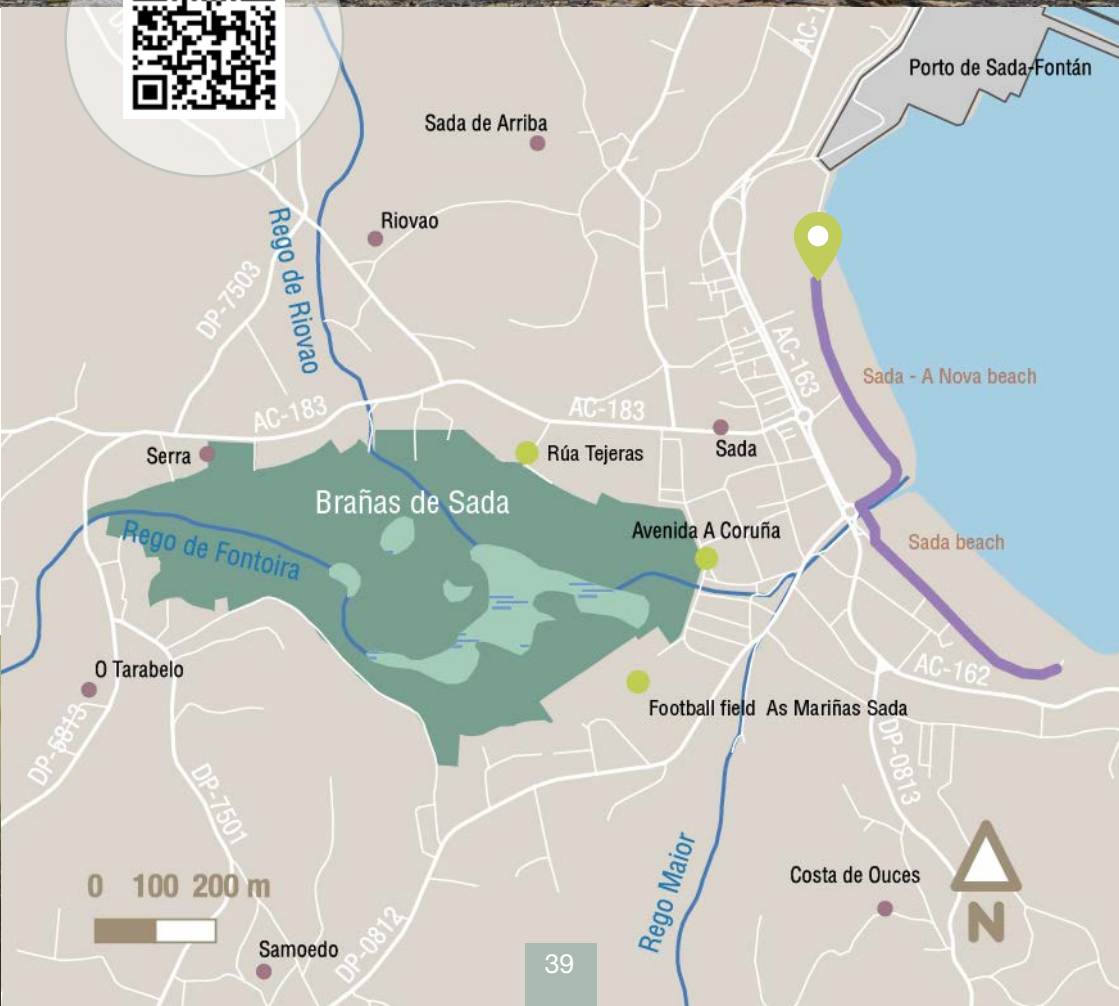 AC-1
Porto de Sada-Fontán
Sada de Arriba
Riovao
Rego de Riovao
DP-7503
AC-163
Sada - A Nova beach
AC-183
AC-183
Serra
Rúa Tejeras
Sada
Brañas de Sada
Avenida A Coruña
Rego de Fontoira
Sada beach
O Tarabelo
AC-162
Football field As Mariñas Sada
DP-5813
DP-7501
DP-0813
Rego Maior
0 100 200 m
Costa de Ouces
N
Samoedo
DP-0812
39